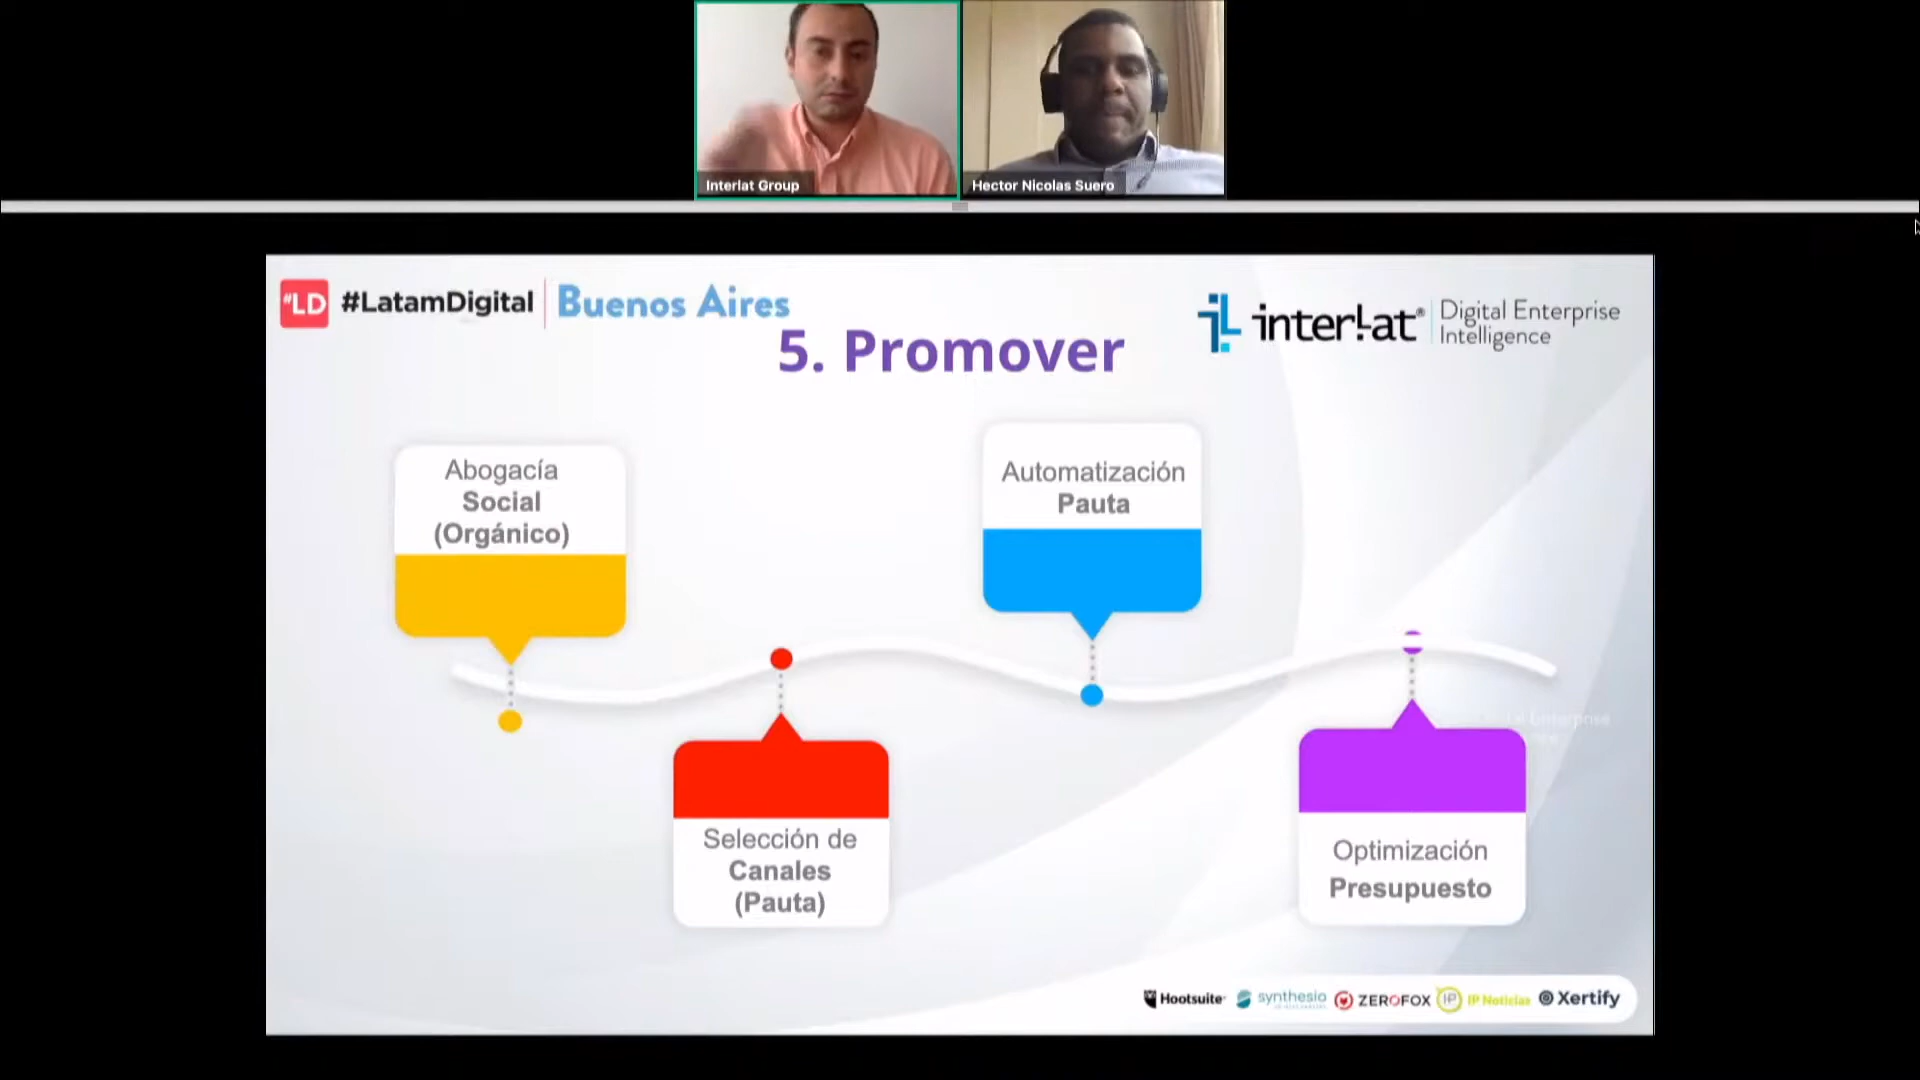 Interlat Group
Hector Nicolas Suero
"LD #LatamDigital Buenos Aires
inter!-at® Digital Enterprise
Intelligence
5. Promover
Abogacía
Social
(Orgánico)
Automatización
Pauta
Selección de
Canales
(Pauta)
Optimización
Presupuesto
Hootsuite synthesio ZEROFOX IP IP Noticias Xertify